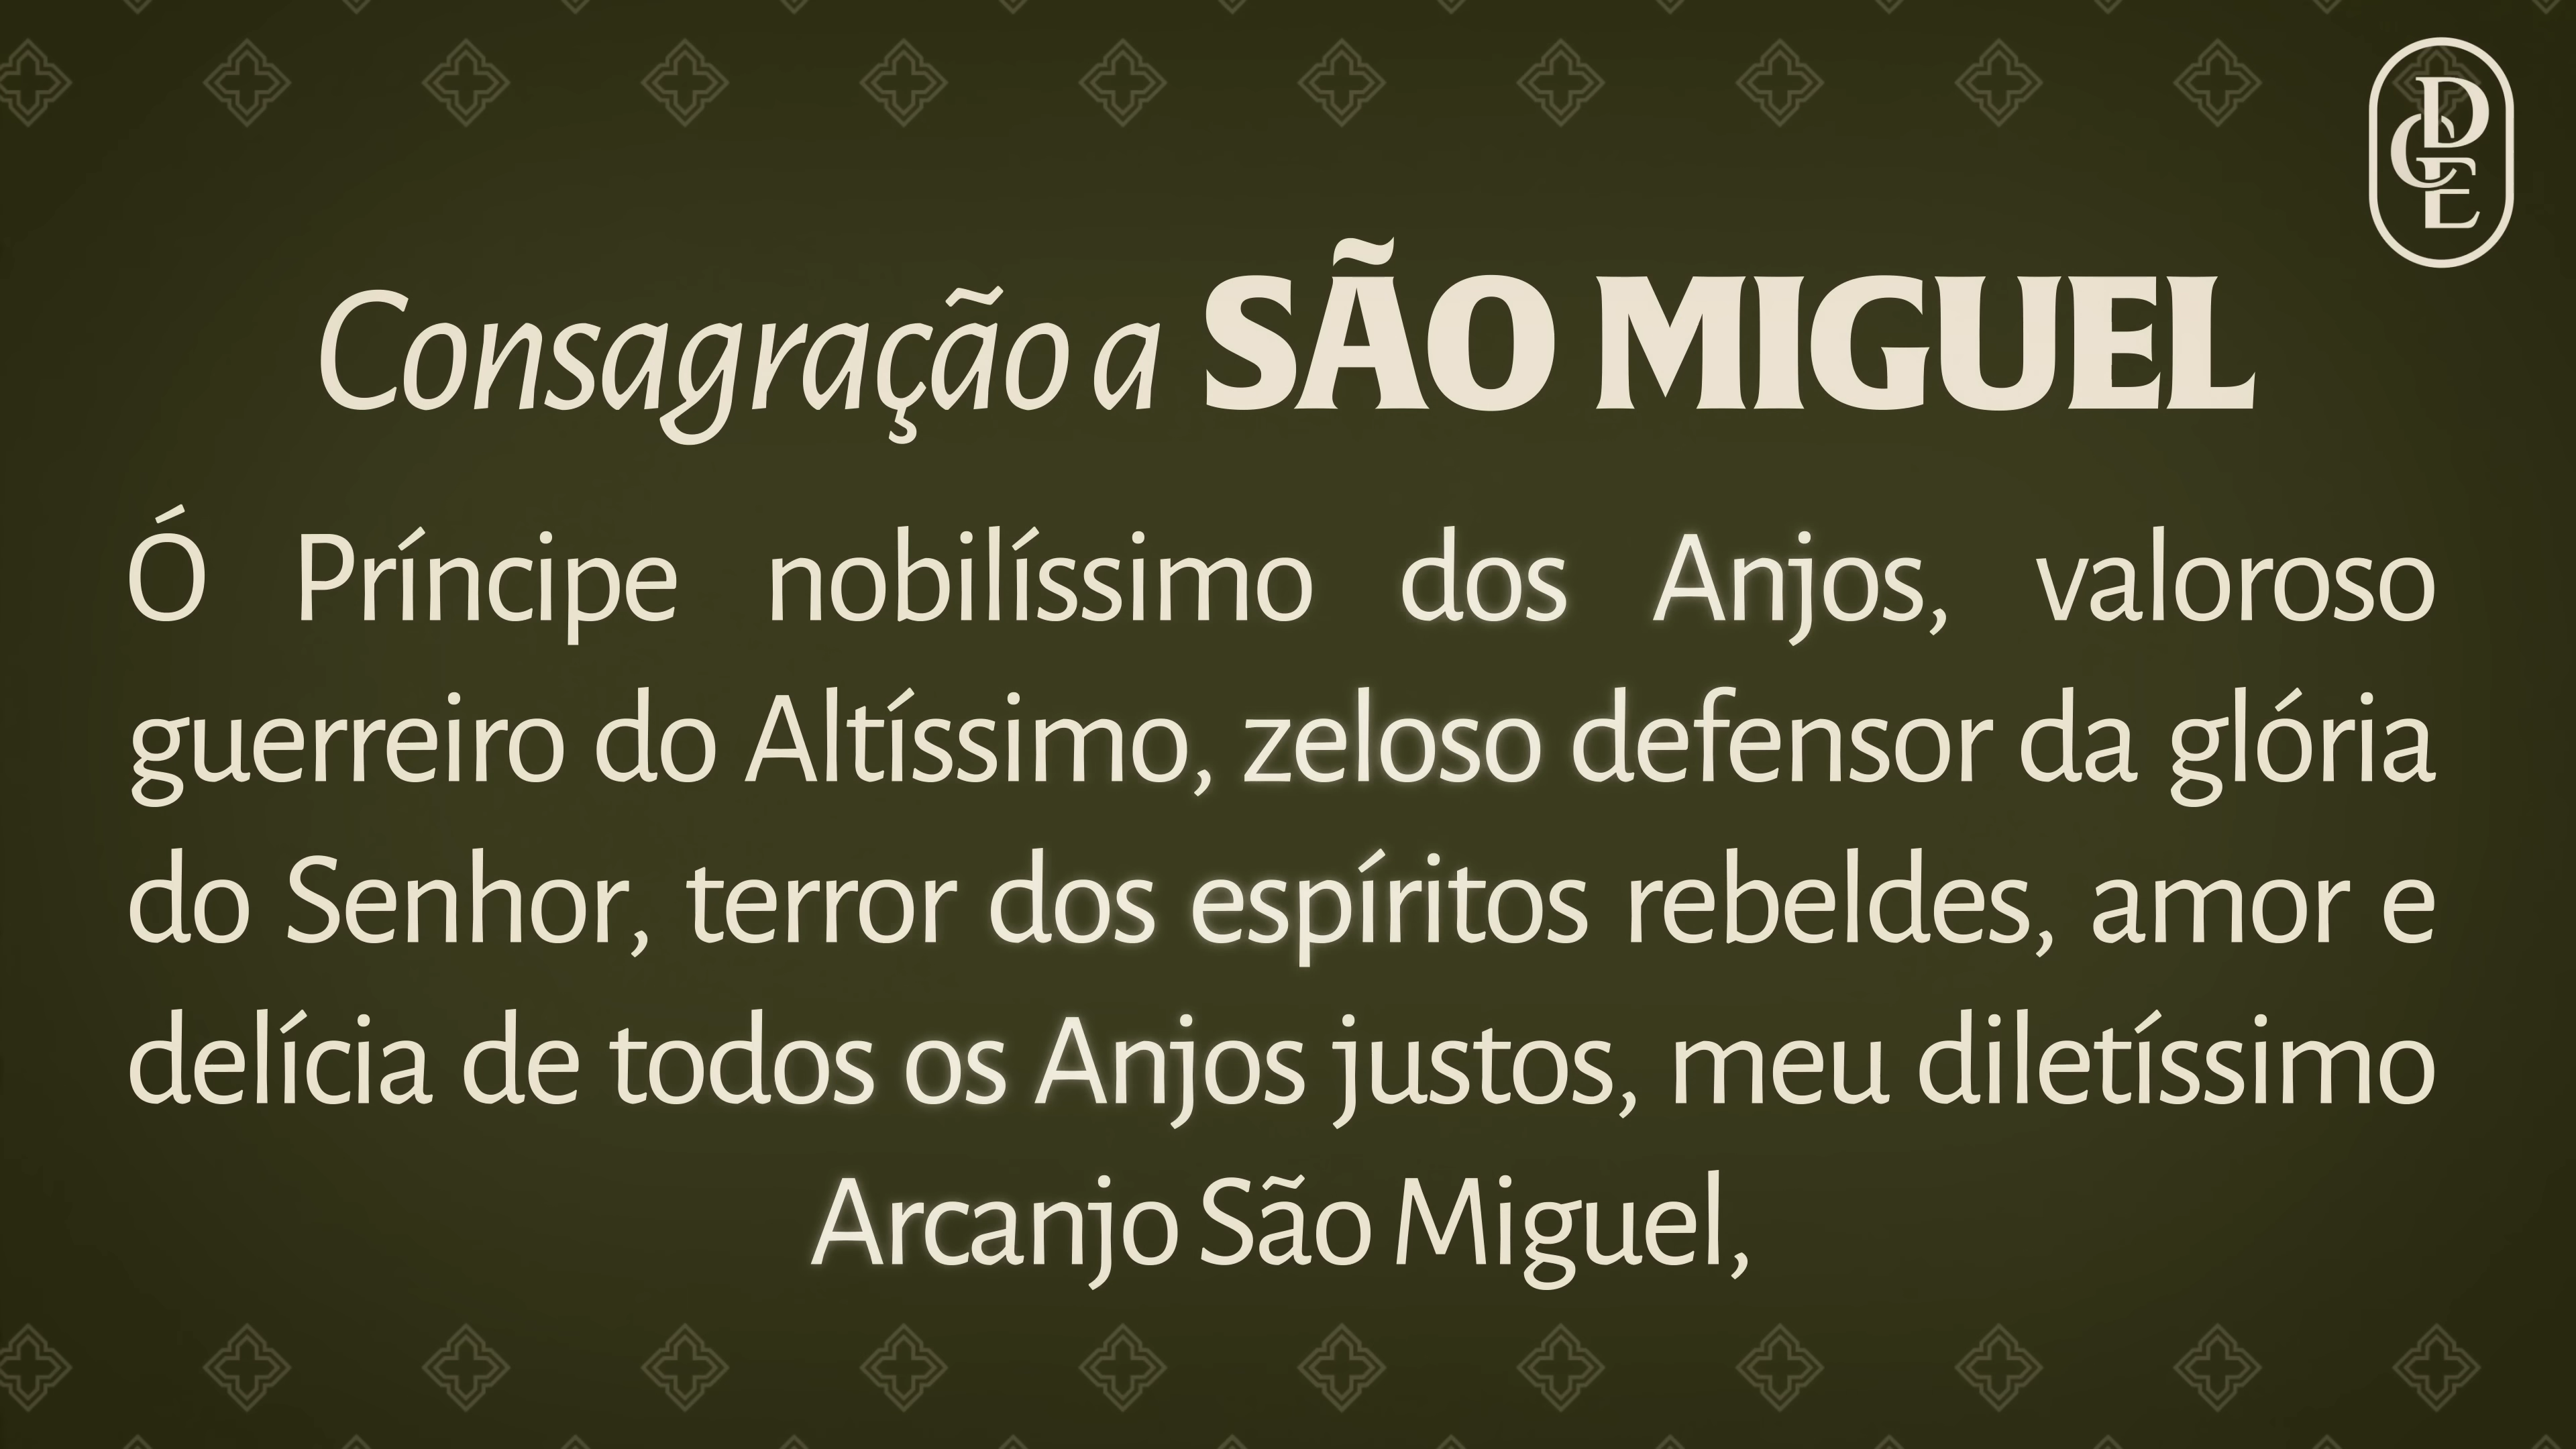 DCE
Consagração a SÃO MIGUEL
Ó Príncipe nobilíssimo dos Anjos, valoroso
guerreiro do Altíssimo, zeloso defensor da glória
do Senhor, terror dos espíritos rebeldes, amor e
delícia de todos os Anjos justos, meu diletíssimo
Arcanjo São Miguel,